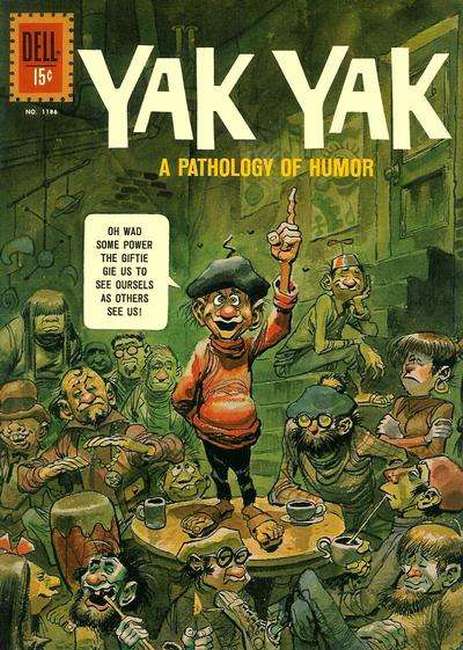 DELL
15¢
NO. 1186
YAK YAK
A PATHOLOGY OF HUMOR
OH WAD
SOME POWER
THE GIFTIE
GIE US TO
SEE OURSELS
AS OTHERS
SEE US!